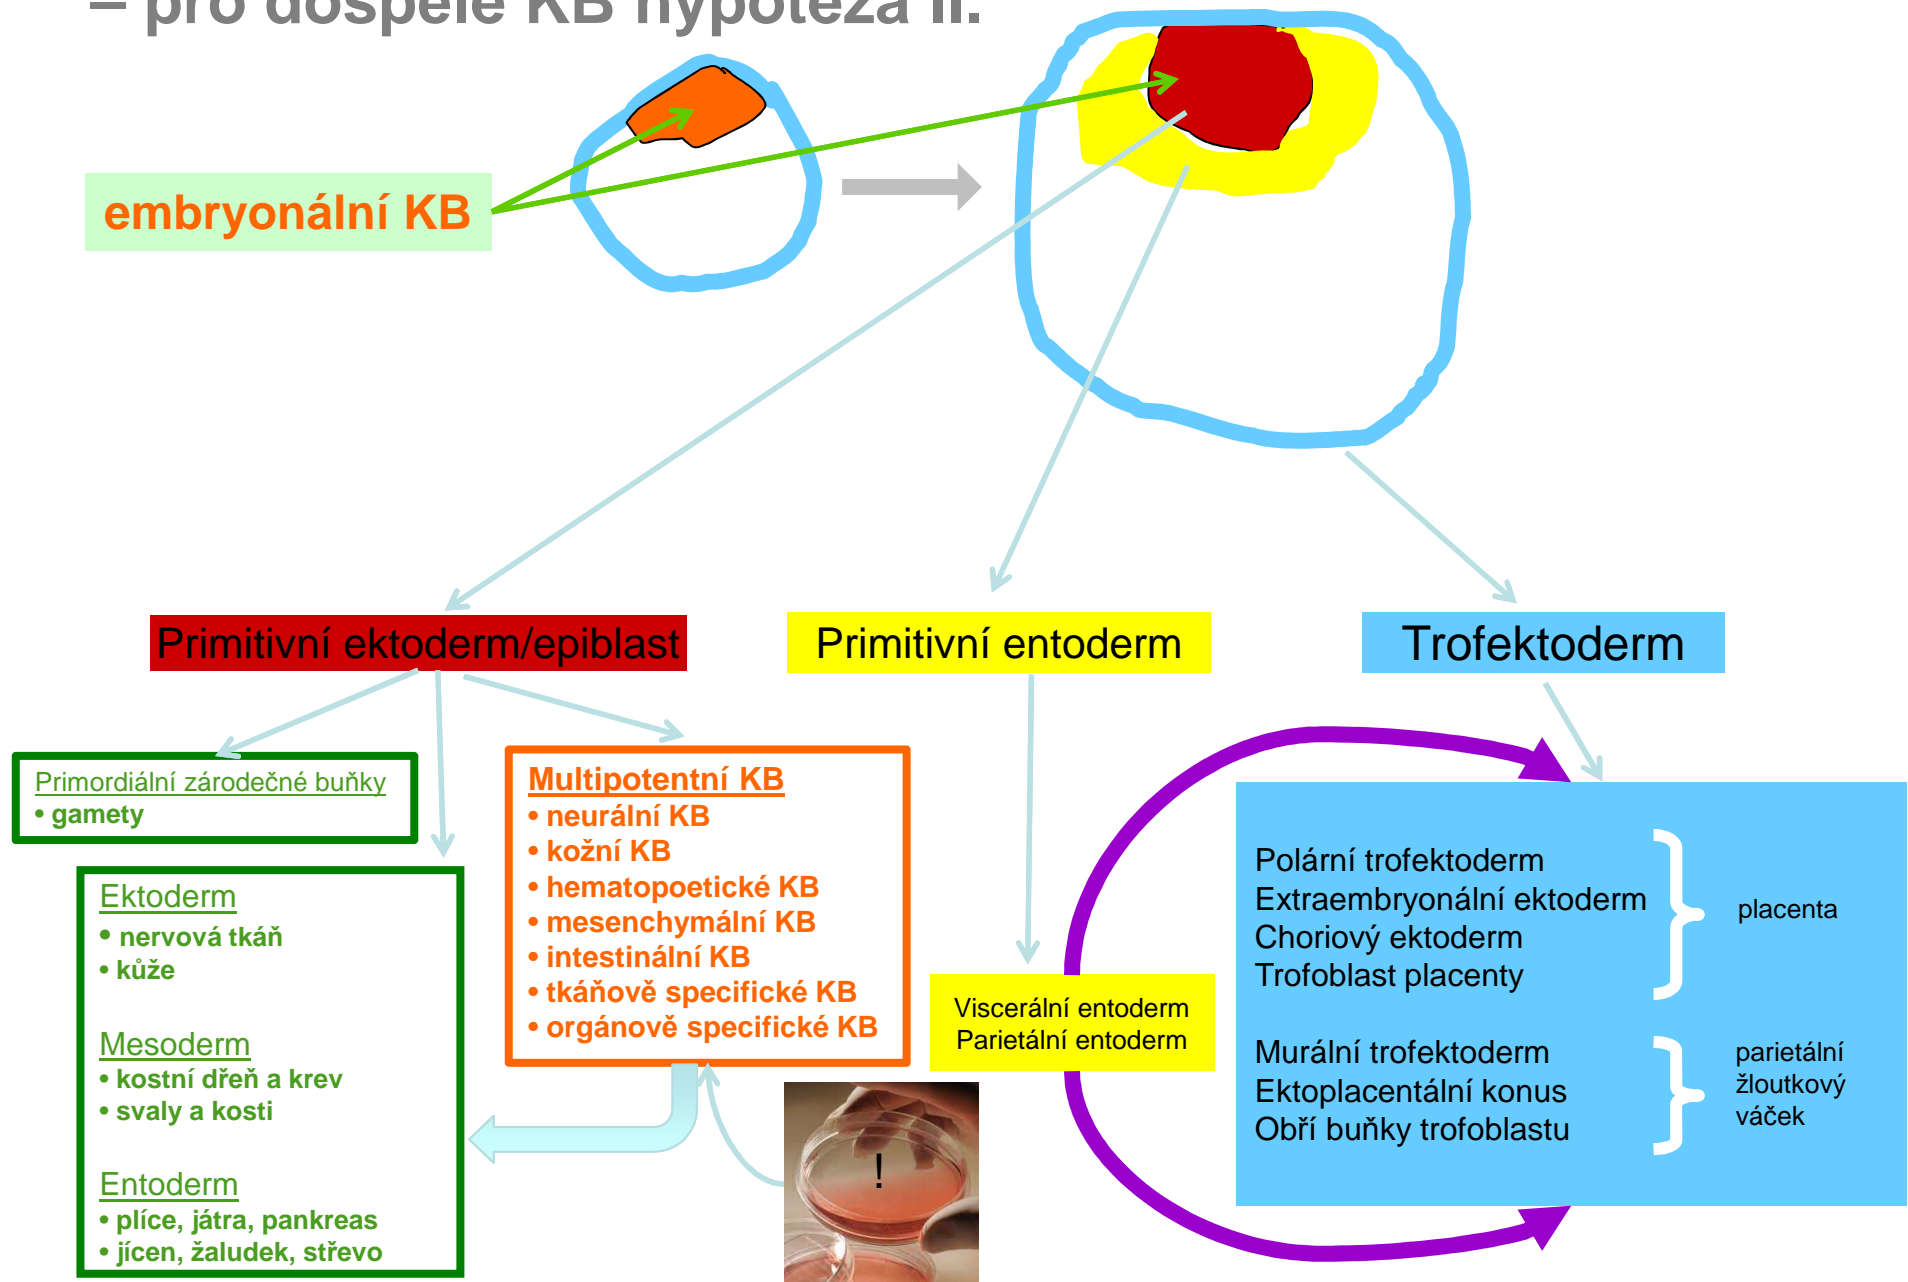 – pro dospělé KB hypotéza II.
embryonální KB
Primitivní ektoderm/epiblast
Primitivní entoderm
Trofektoderm
Primordiální zárodečné buňky
• gamety
Ektoderm
• nervová tkáň
• kůže
Mesoderm
• kostní dřeň a krev
• svaly a kosti
Entoderm
• plíce, játra, pankreas
• jícen, žaludek, střevo
Multipotentní KB
• neurální KB
• kožní KB
• hematopoetické KB
• mesenchymální KB
• intestinální KB
• tkáňově specifické KB
• orgánově specifické KB
!
Viscerální entoderm
Parietální entoderm
Polární trofektoderm
Extraembryonální ektoderm
Choriový ektoderm
Trofoblast placenty
placenta
Murální trofektoderm
Ektoplacentální konus
Obří buňky trofoblastu
parietální
žloutkový
váček